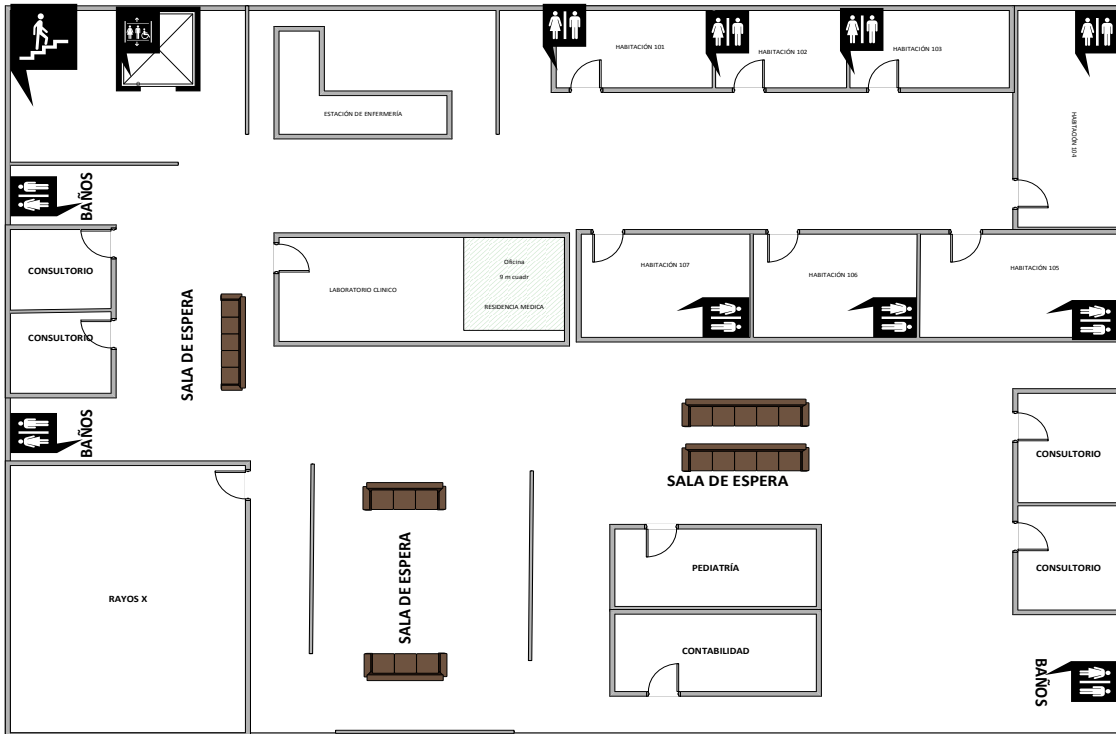 HABITACIÓN 101
HABITACIÓN 102
HABITACIÓN 103
ESTACIÓN DE ENFERMERÍA
HABITACIÓN 104
BAÑOS
CONSULTORIO
CONSULTORIO
SALA DE ESPERA
LABORATORIO CLINICO
Oficina
9 m cuadr
RESIDENCIA MEDICA
HABITACIÓN 107
HABITACIÓN 106
HABITACIÓN 105
BAÑOS
SALA DE ESPERA
CONSULTORIO
RAYOS X
SALA DE ESPERA
PEDIATRÍA
CONSULTORIO
CONTABILIDAD
BAÑOS